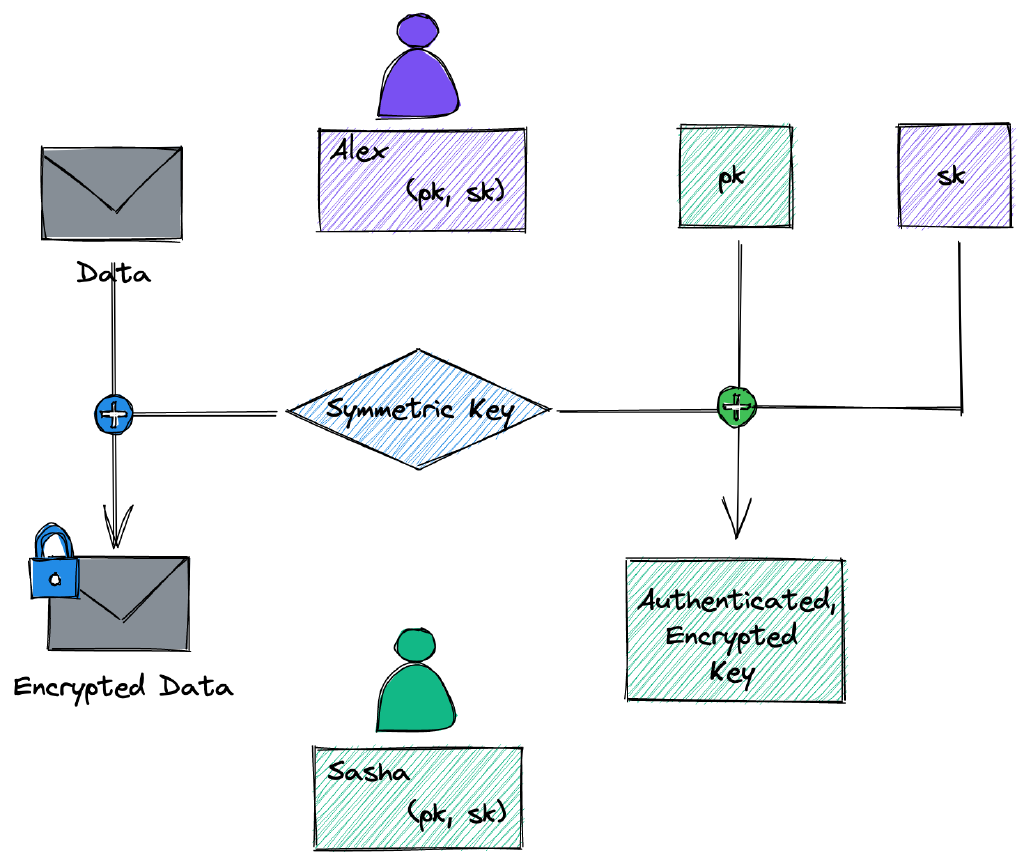 Alex
(pk, sk)
pk
sk
Data
Symmetric Key
Authenticated,
Encrypted
Key
Encrypted Data
Sasha
(pk, sk)